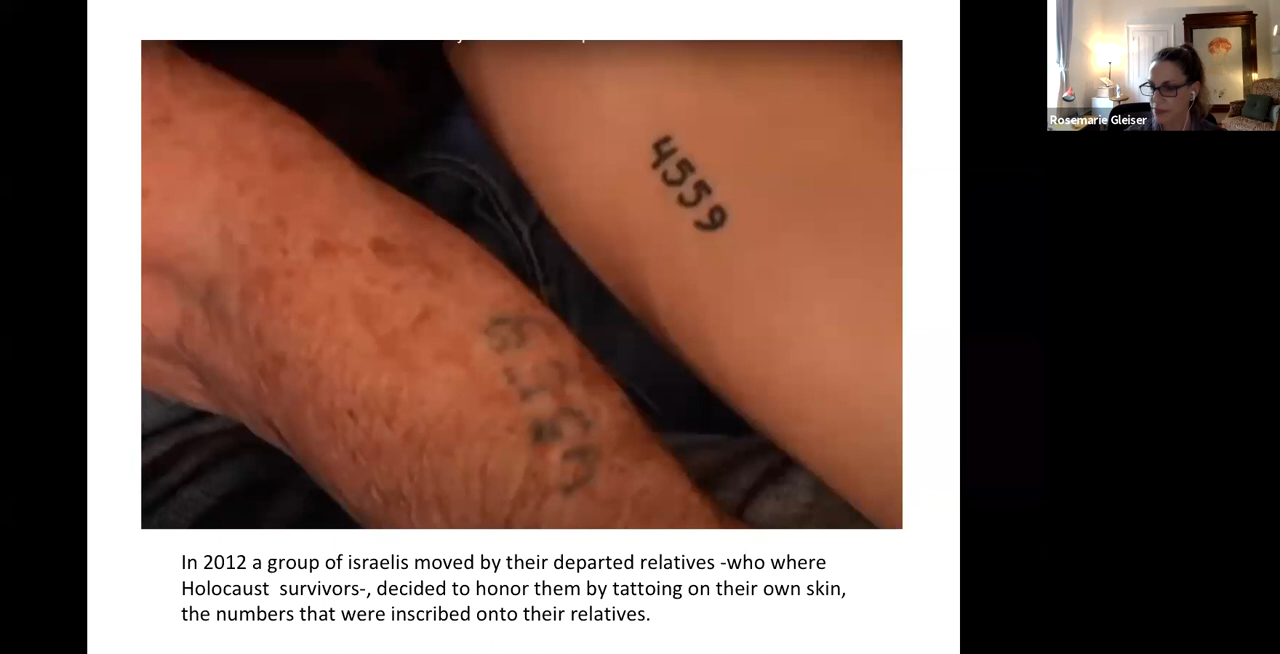 4559
Rosemarie Gleiser
In 2012 a group of israelis moved by their departed relatives -who where
Holocaust survivors-, decided to honor them by tattoing on their own skin,
the numbers that were inscribed onto their relatives.